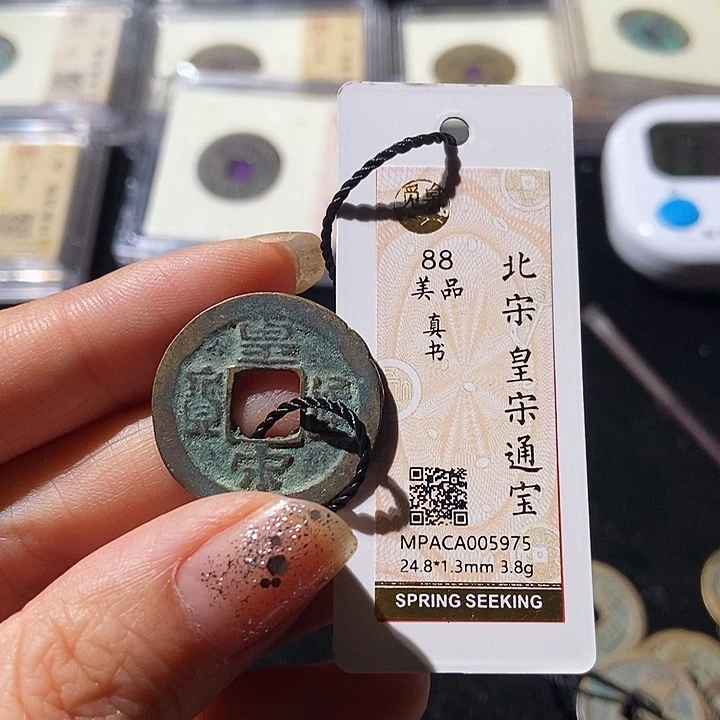 皇宋通寶
北宋 皇宋通宝
88
美品
真书
MPACA005975
24.8*1.3mm 3.8g
SPRING SEEKING